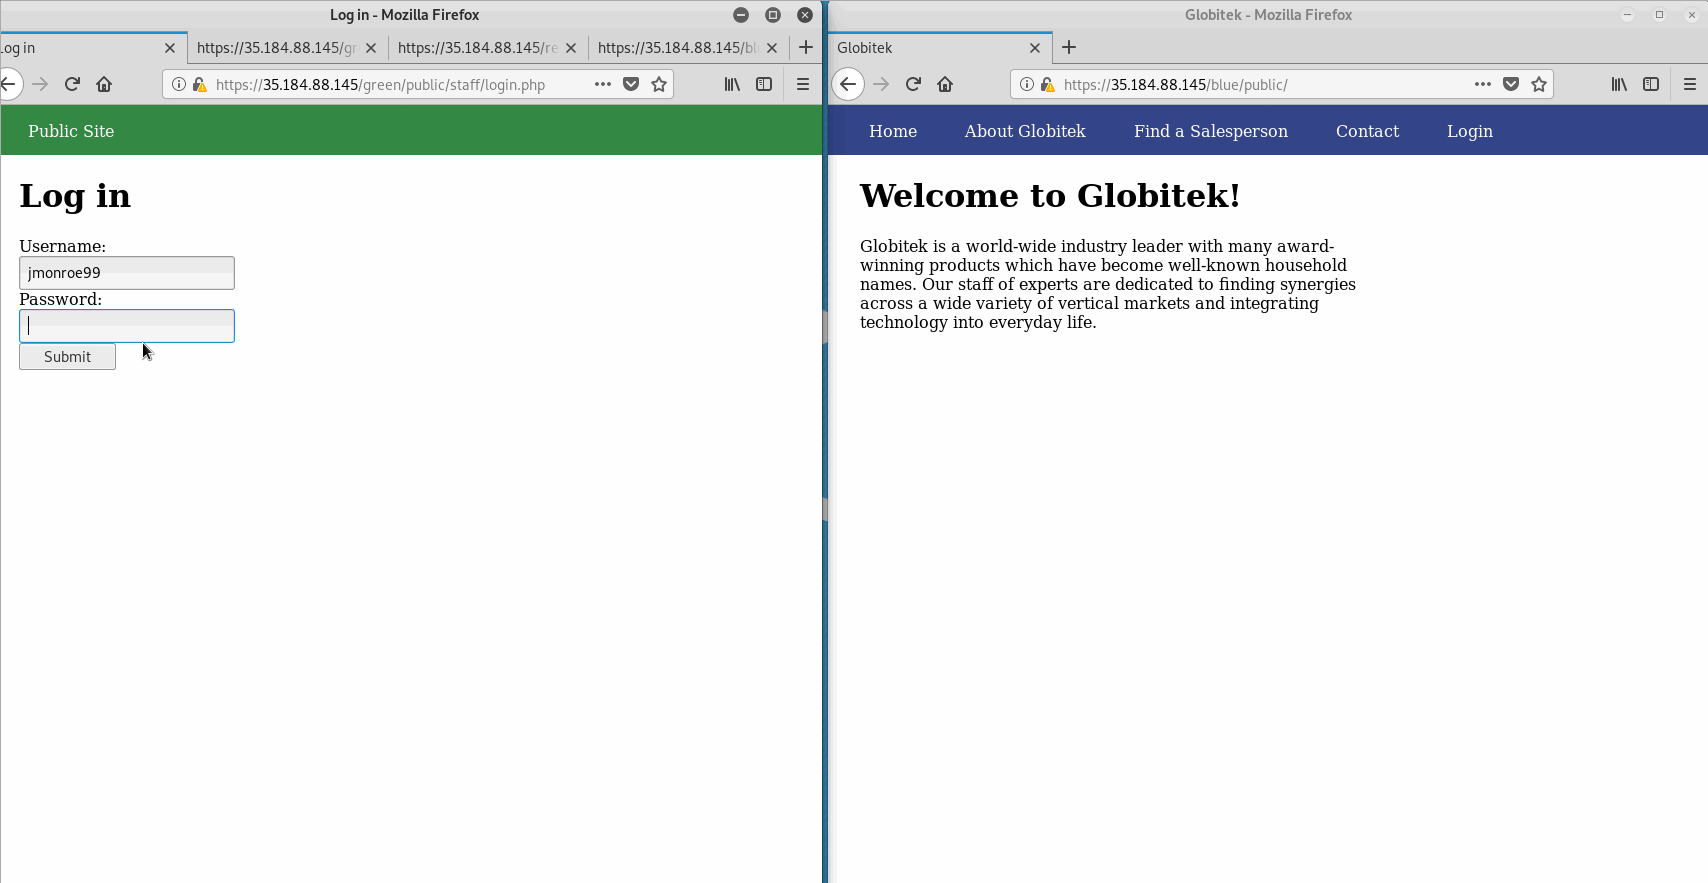 Log in - Mozilla Firefox
Log in
https://35.184.88.145/gr
https://35.184.88.145/re
https://35.184.88.145/bl
https://35.184.88.145/green/public/staff/login.php
Public Site
Log in
Username:
jmonroe99
Password:
Submit
Globitek - Mozilla Firefox
Globitek
https://35.184.88.145/blue/public/
Home About Globitek Find a Salesperson Contact Login
Welcome to Globitek!
Globitek is a world-wide industry leader with many award-
winning products which have become well-known household
names. Our staff of experts are dedicated to finding synergies
across a wide variety of vertical markets and integrating
technology into everyday life.